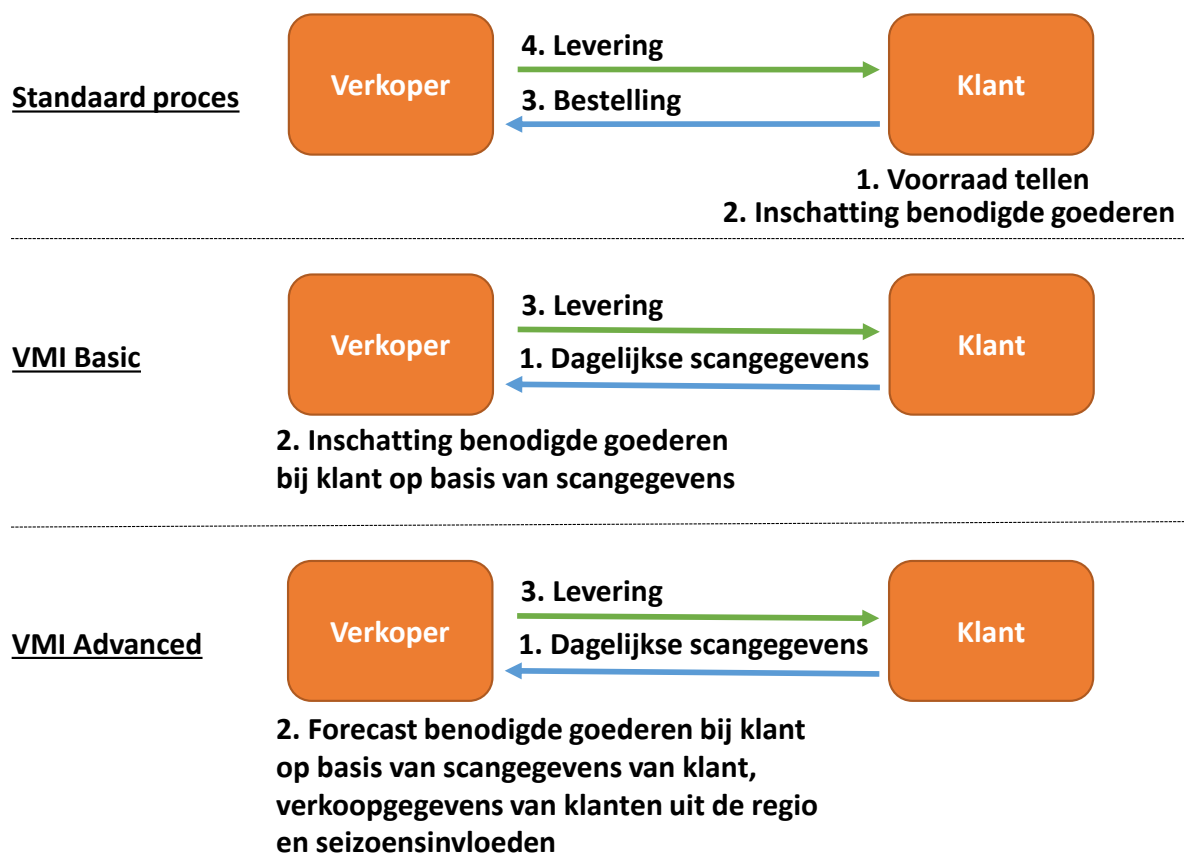 Standaard proces
Verkoper
4. Levering
3. Bestelling
Klant
1. Voorraad tellen
2. Inschatting benodigde goederen
VMI Basic
Verkoper
3. Levering
1. Dagelijkse scangegevens
Klant
2. Inschatting benodigde goederen
bij klant op basis van scangegevens
VMI Advanced
Verkoper
3. Levering
1. Dagelijkse scangegevens
Klant
2. Forecast benodigde goederen bij klant
op basis van scangegevens van klant,
verkoopgegevens van klanten uit de regio
en seizoensinvloeden